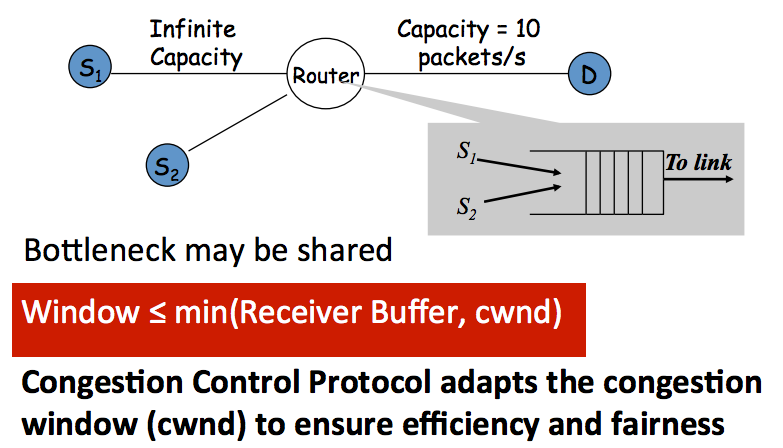 Infinite
Capacity
Capacity = 10
packets/s
S1
Router
D
S2
S1
To link
S2
Bottleneck may be shared
Window ≤ min(Receiver Buffer, cwnd)
Congestion Control Protocol adapts the congestion
window (cwnd) to ensure efficiency and fairness